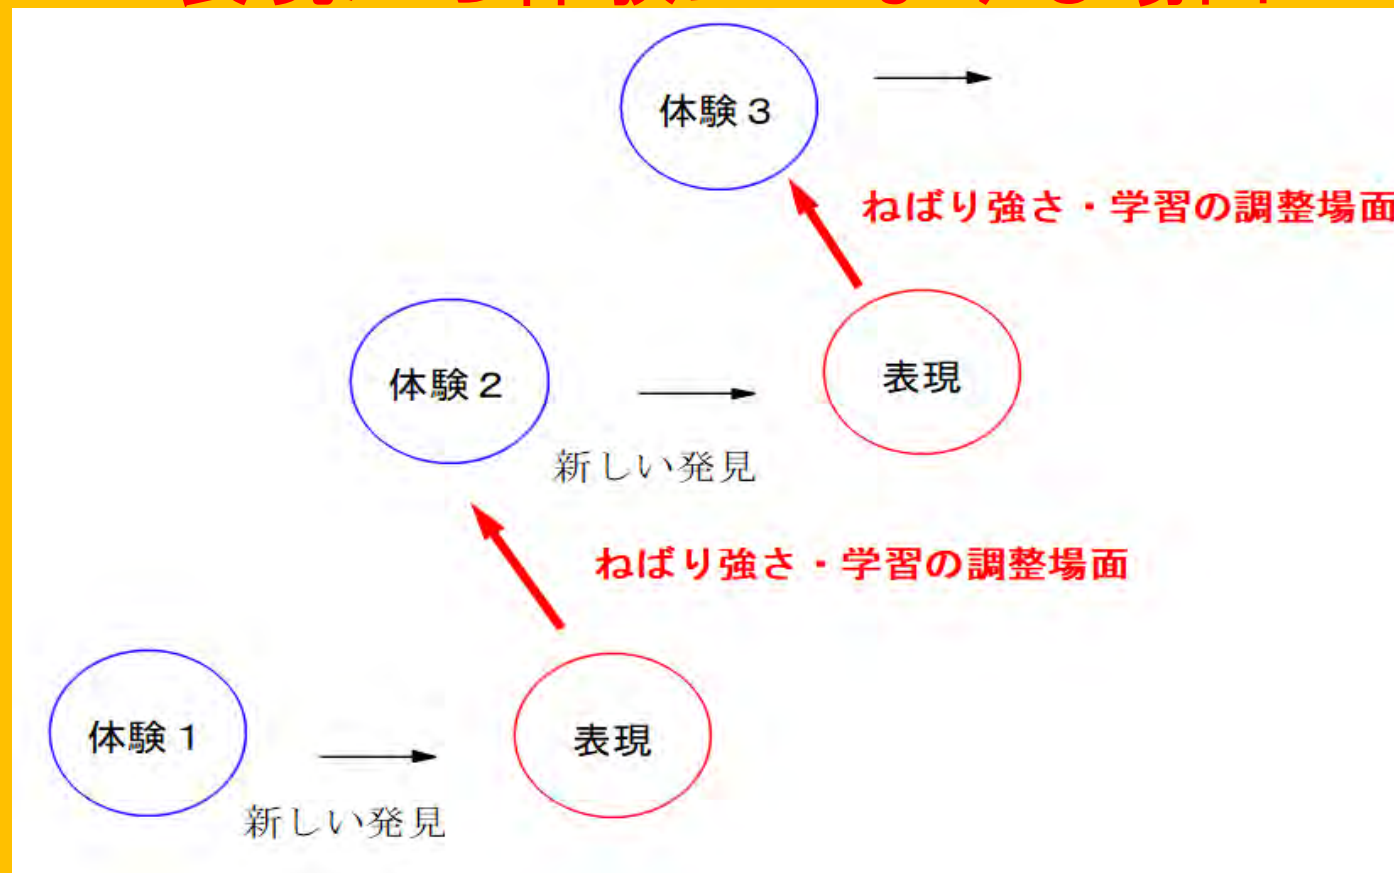 体験３
ねばり強さ・学習の調整場面
体験２
表現
新しい発見
ねばり強さ・学習の調整場面
体験１
表現
新しい発見